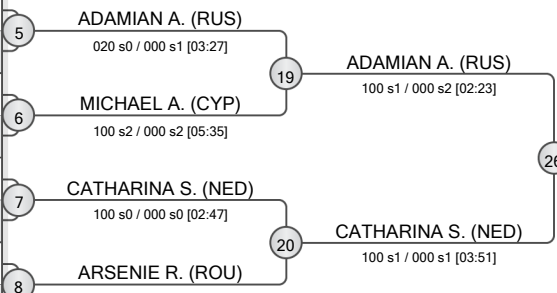 5
ADAMIAN A. (RUS)
020 s0 / 000 s1 [03:27]
19
ADAMIAN A. (RUS)
100 s1 / 000 s2 [02:23]
6
MICHAEL A. (CYP)
100 s2 / 000 s2 [05:35]
26
7
CATHARINA S. (NED)
100 s0 / 000 s0 [02:47]
20
CATHARINA S. (NED)
100 s1 / 000 s1 [03:51]
8
ARSENIE R. (ROU)